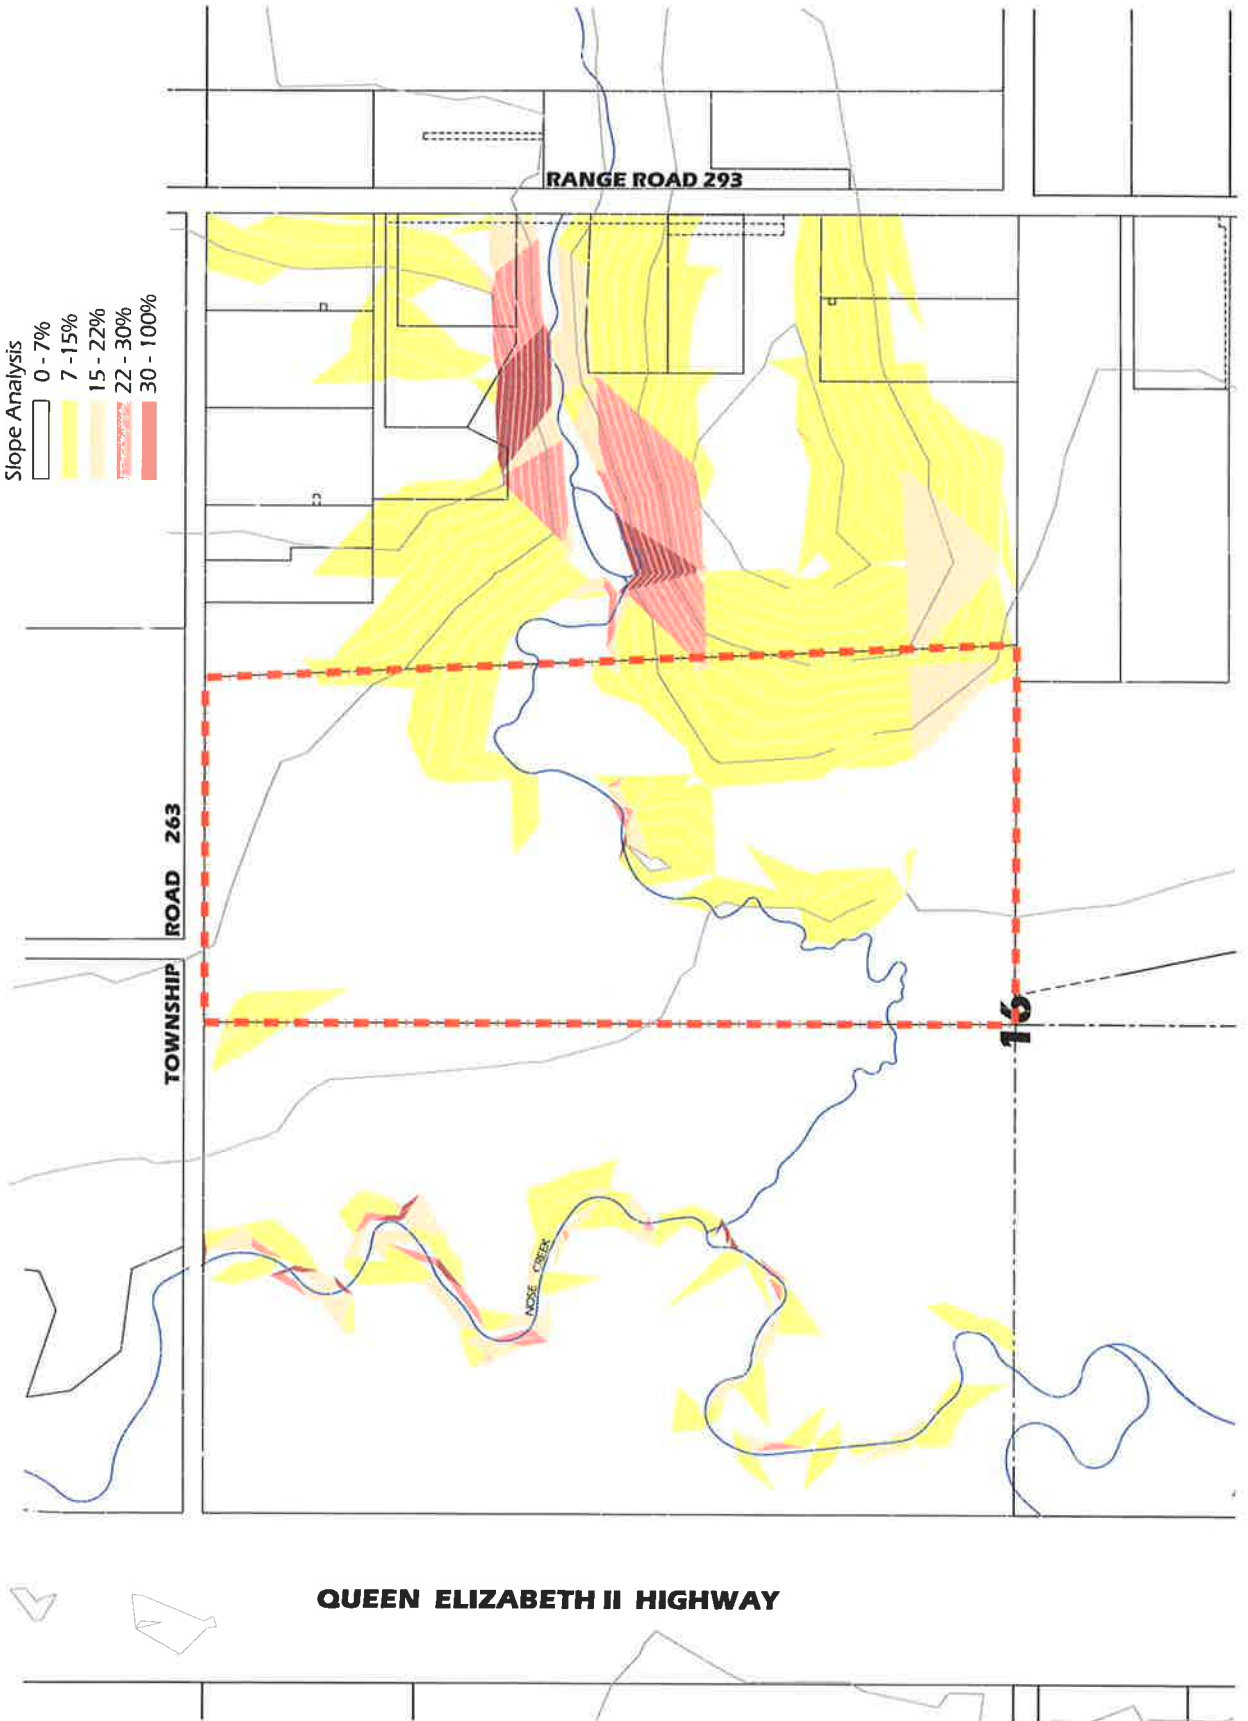 Slope Analysis
0 - 7%
7 -15%
15 - 22%
22 - 30%
30 - 100%
RANGE ROAD 293
TOWNSHIP ROAD 263
16
NOSE CREEK
QUEEN ELIZABETH II HIGHWAY